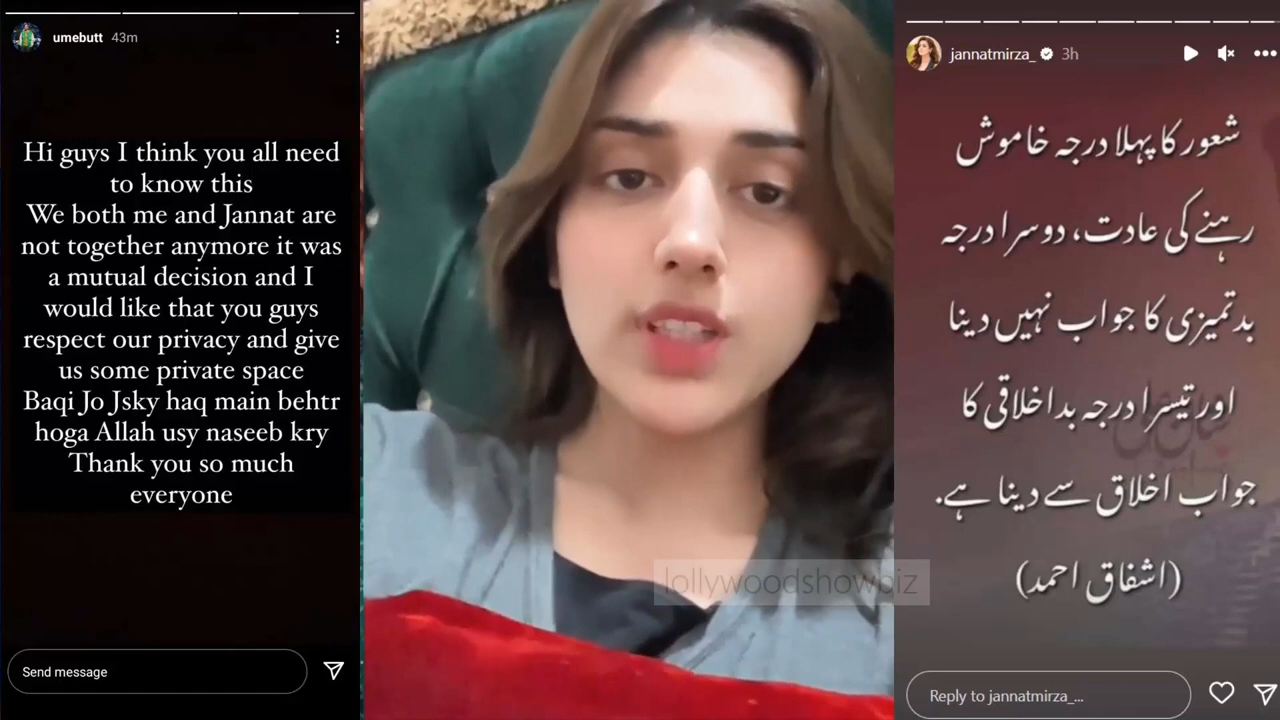 umebutt 43m
Hi guys I think you all need
to know this
We both me and Jannat are
not together anymore it was
a mutual decision and I
would like that you guys
respect our privacy and give
us some private space
Baqi Jo Jsky haq main behtr
hoga Allah usy naseeb kry
Thank you so much
everyone
Send message
lollywoodshowbiz
jannatmirza_ 3h
شعور کا پہلا درجہ خاموش
رہنے کی عادت، دوسرا درجہ
بدتمیزی کا جواب نہیں دینا
اور تیسرا درجہ بداخلاقی کا
جواب اخلاق سے دینا ہے.
(اشفاق احمد)
Reply to jannatmirza_...